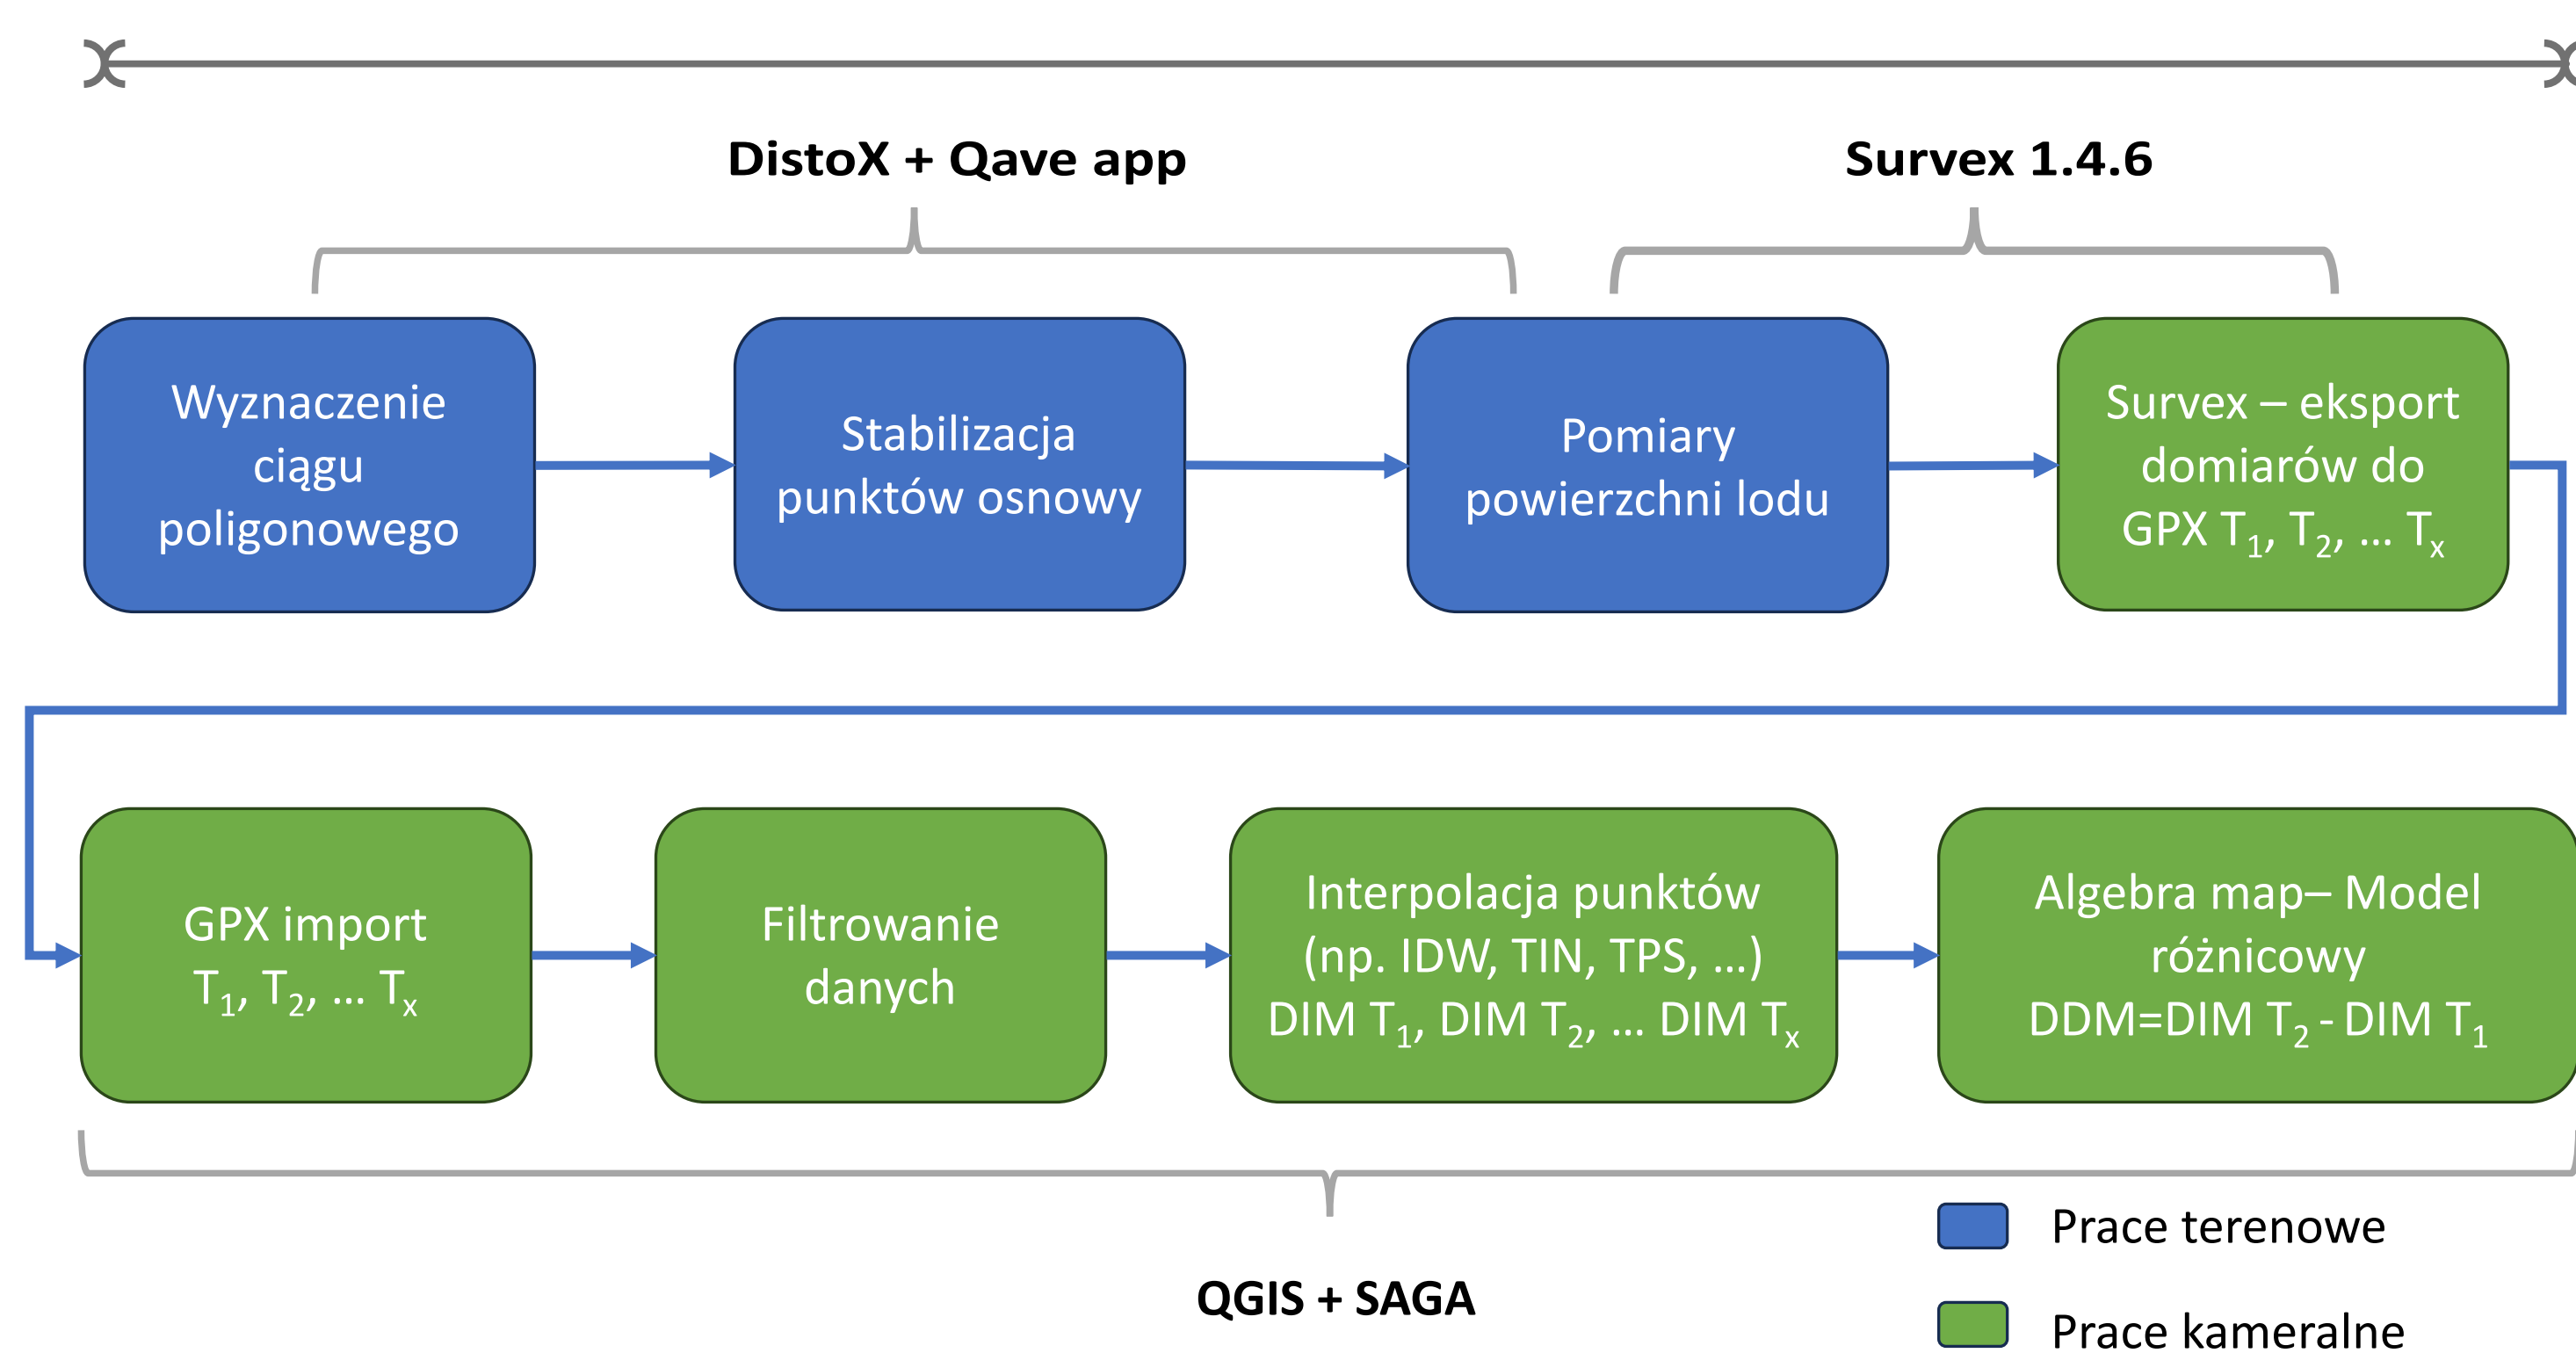 DistoX + Qave app
Survex 1.4.6
Wyznaczenie
ciągu
poligonowego
Stabilizacja
punktów osnowy
Pomiary
powierzchni lodu
Survex – eksport
domiarów do
GPX T₁, T₂, ... Tₓ
GPX import
T₁, T₂, ... Tₓ
Filtrowanie
danych
Interpolacja punktów
(np. IDW, TIN, TPS, ...)
DIM T₁, DIM T₂, ... DIM Tₓ
Algebra map– Model
różnicowy
DDM=DIM T₂ - DIM T₁
QGIS + SAGA
Prace terenowe
Prace kameralne